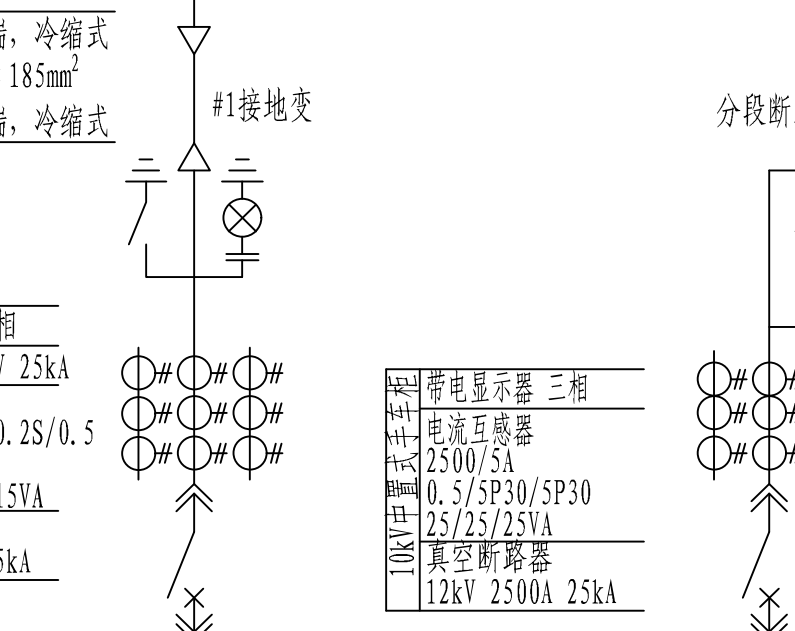 端, 冷缩式
185mm²
端, 冷缩式
#1接地变
分段断
相
25kA
0.2S/0.5
15VA
5kA
10kV中置式手车柜
带电显示器 三相
电流互感器
2500/5A
0.5/5P30/5P30
25/25/25VA
真空断路器
12kV 2500A 25kA